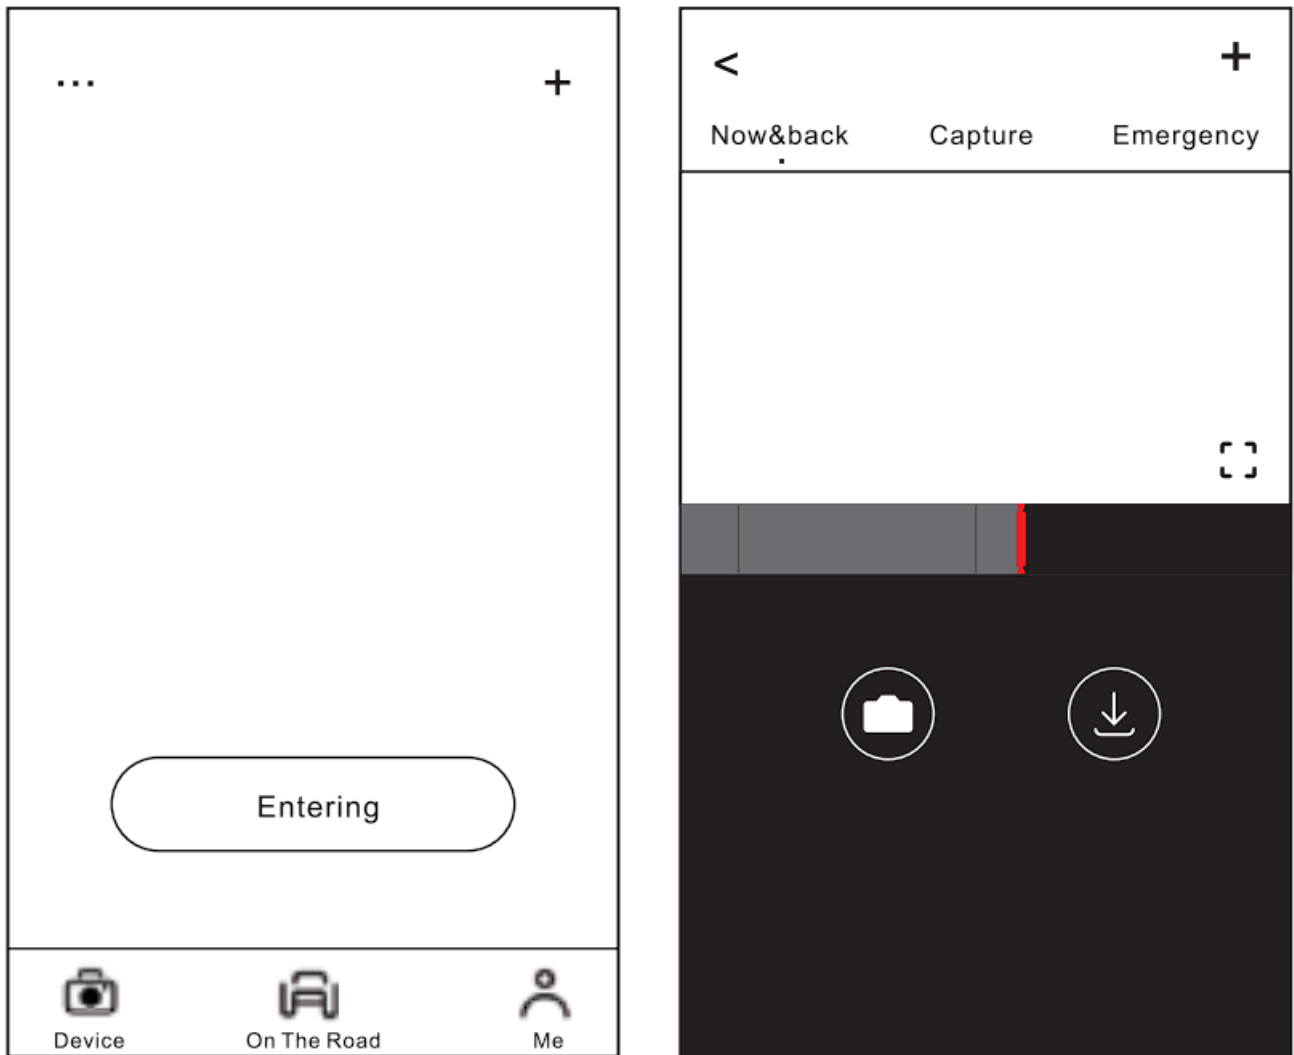 ...
+
Entering
Device
On The Road
Me
<
+
Now&back
Capture
Emergency